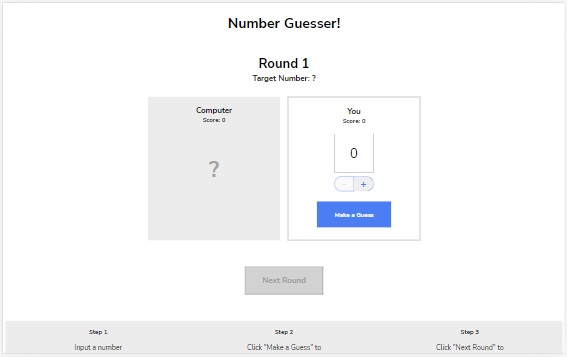 Number Guesser!
Round 1
Target Number: ?
Computer
Score: 0
?
You
Score: 0
0
- +
Make a Guess
Next Round
Step 1
Input a number
Step 2
Click "Make a Guess" to
Step 3
Click "Next Round" to